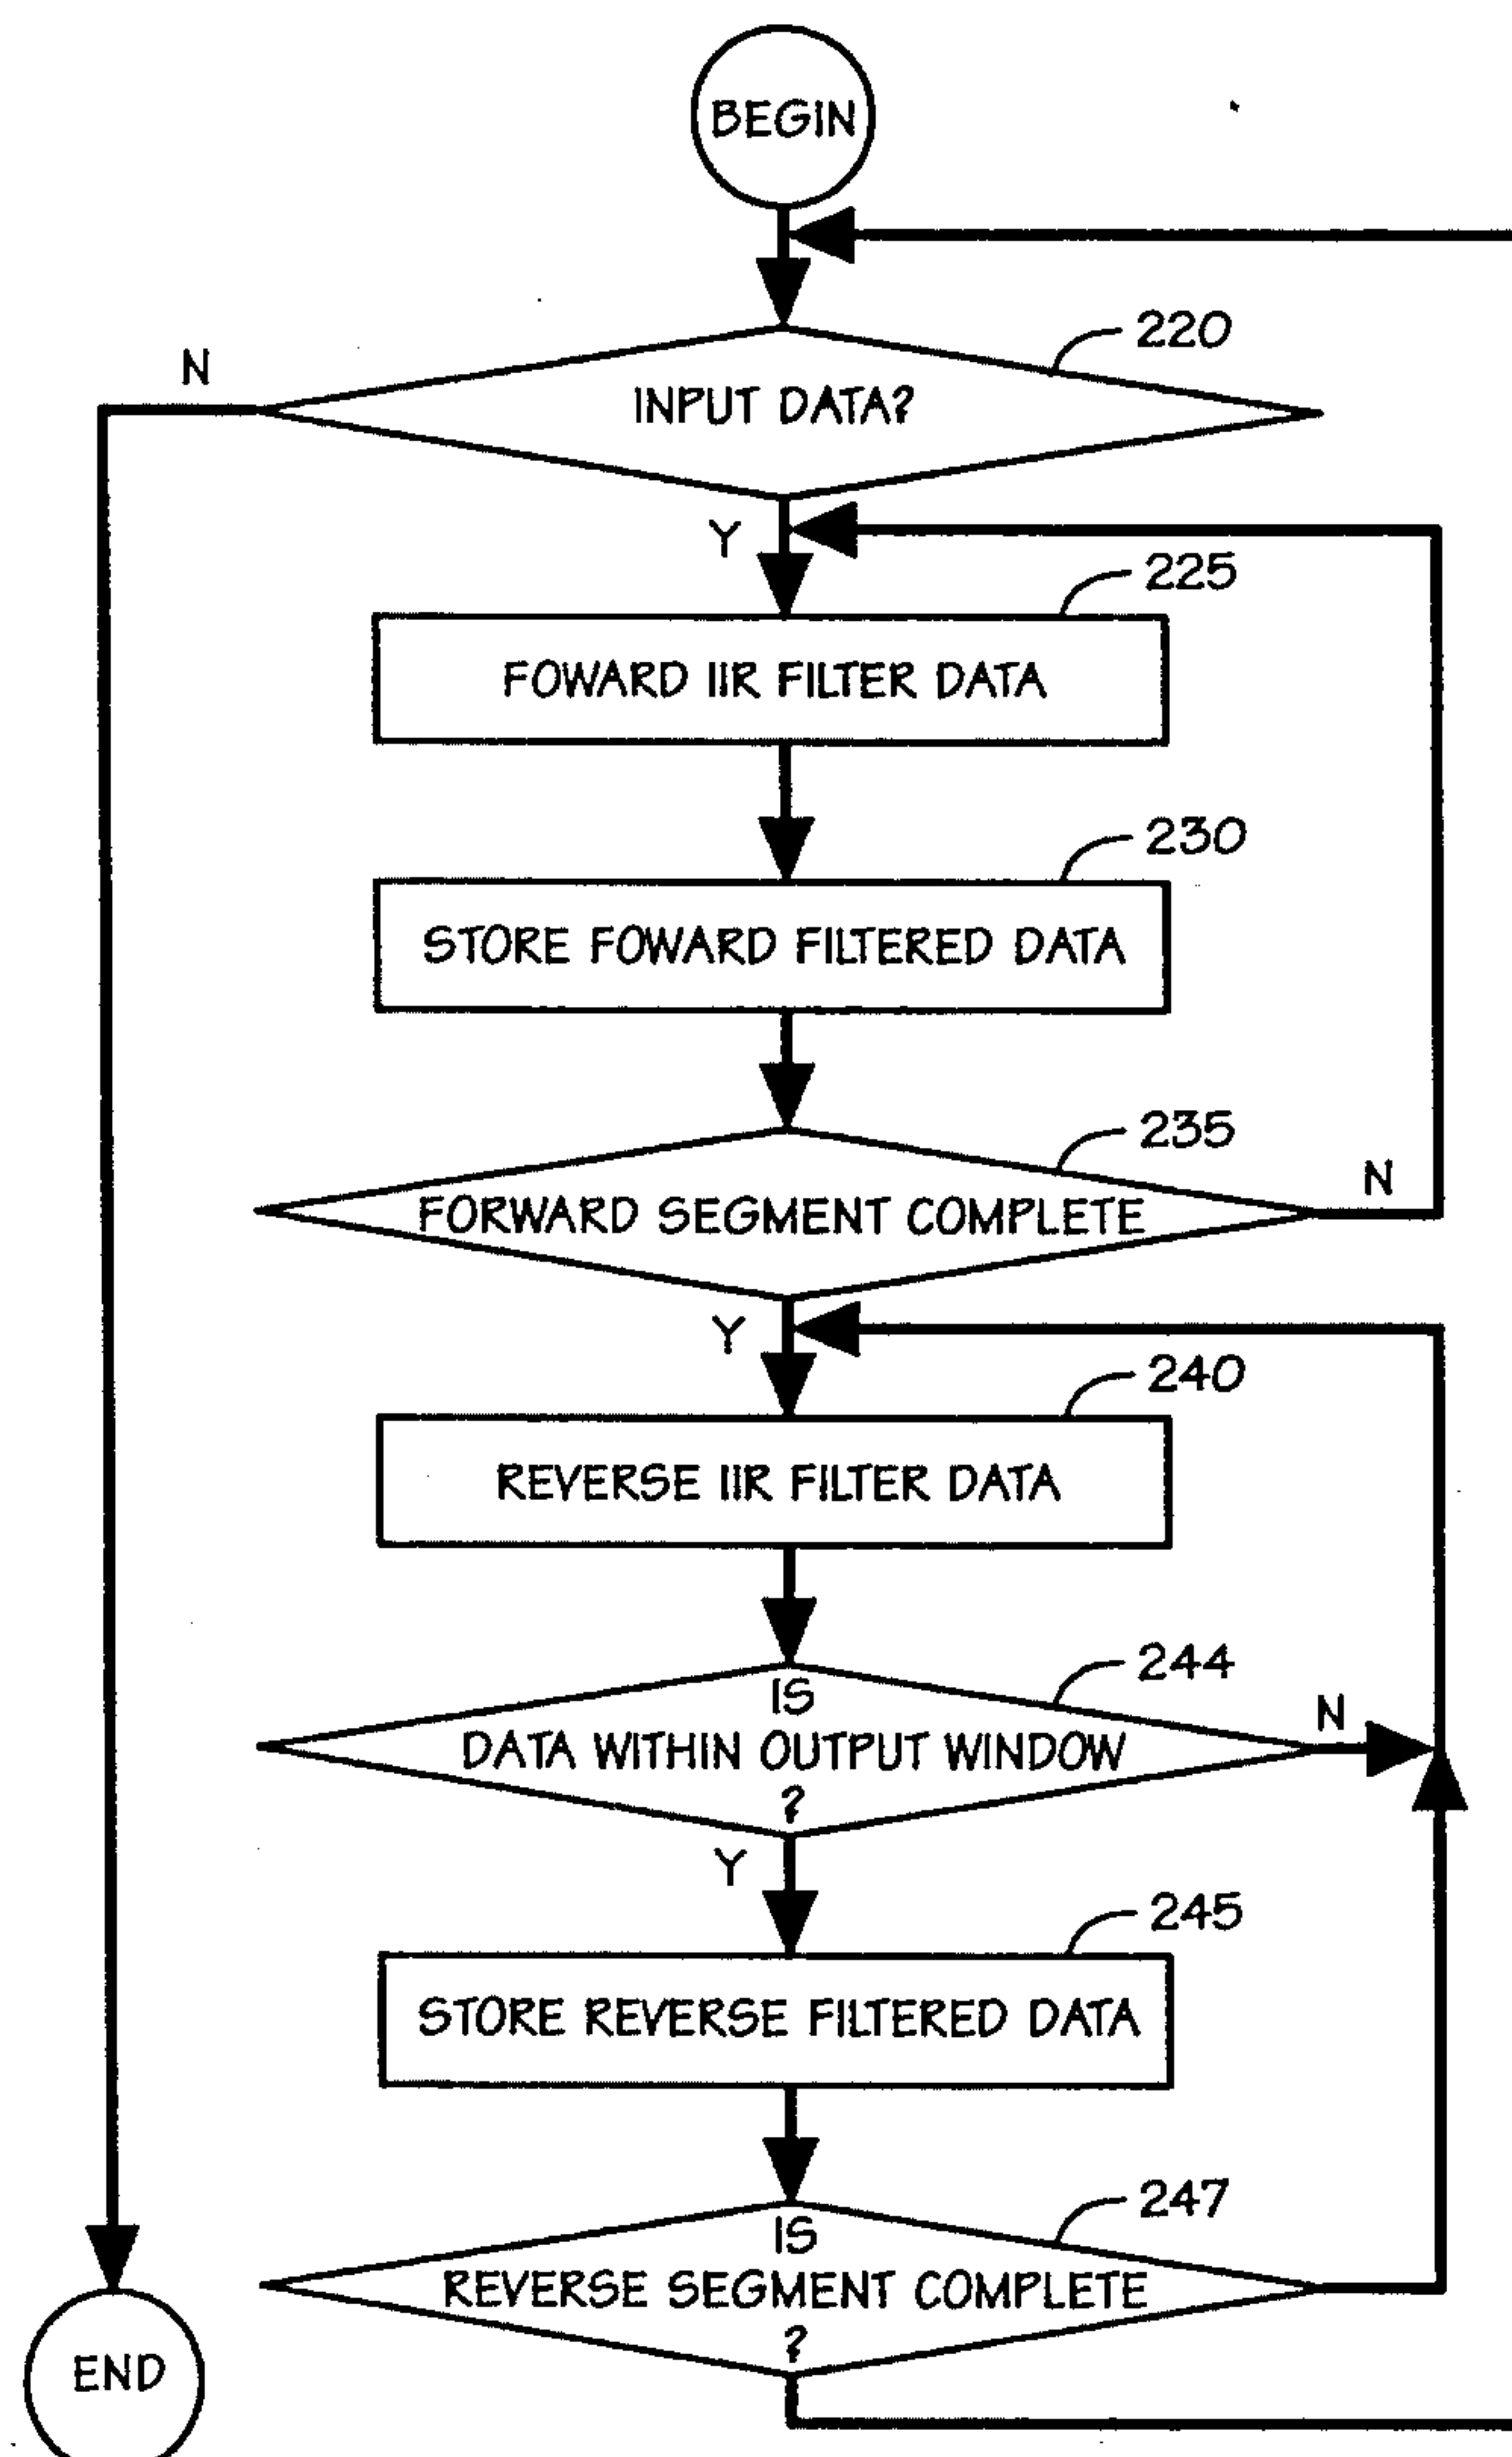 BEGIN
220
N
INPUT DATA?
Y
225
FOWARD IIR FILTER DATA
230
STORE FOWARD FILTERED DATA
235
N
FORWARD SEGMENT COMPLETE
Y
240
REVERSE IIR FILTER DATA
244
IS
N
DATA WITHIN OUTPUT WINDOW
?
Y
245
STORE REVERSE FILTERED DATA
247
IS
REVERSE SEGMENT COMPLETE
?
END